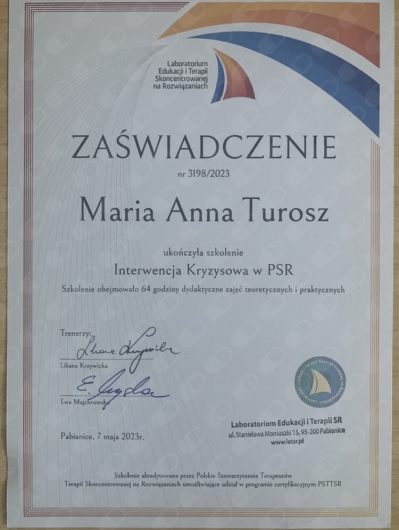 Laboratorium
Edukacji i Terapii
Skoncentrowanej
na Rozwiązaniach
ZAŚWIADCZENIE
nr 3198/2023
Maria Anna Turosz
ukończyła szkolenie
Interwencja Kryzysowa w PSR
Szkolenie obejmowało 64 godziny dydaktyczne zajęć teoretycznych i praktycznych
Trenerzy:
Liliana Krzywicka
Ewa Majchrowska
Pabianice, 7 maja 2023r.
Laboratorium Edukacji i Terapii SR
ul. Stanisława Moniuszki 15, 95-200 Pabianice
www.letsr.pl
Szkolenie akredytowane przez Polskie Stowarzyszenie Terapeutów
Terapii Skoncentrowanej na Rozwiązaniach umożliwiające udział w programie certyfikacyjnym PSTTSR